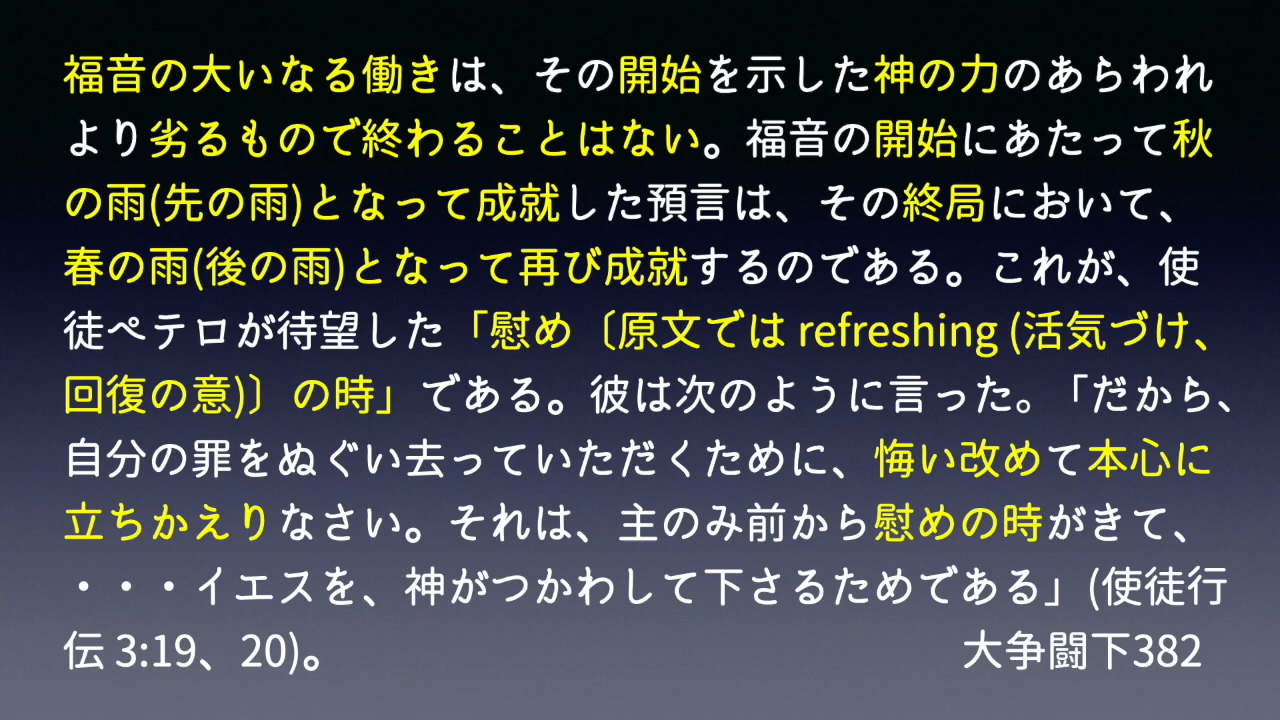 福音の大いなる働きは、その開始を示した神の力のあらわれ
より劣るもので終わることはない。福音の開始にあたって秋
の雨(先の雨)となって成就した預言は、その終局において、
春の雨(後の雨)となって再び成就するのである。これが、使
徒ペテロが待望した「慰め〔原文では refreshing (活気づけ、
回復の意)〕の時」である。彼は次のように言った。「だから、
自分の罪をぬぐい去っていただくために、悔い改めて本心に
立ちかえりなさい。それは、主のみ前から慰めの時がきて、
・・・イエスを、神がつかわして下さるためである」(使徒行
伝 3:19、20)。 大争闘下382